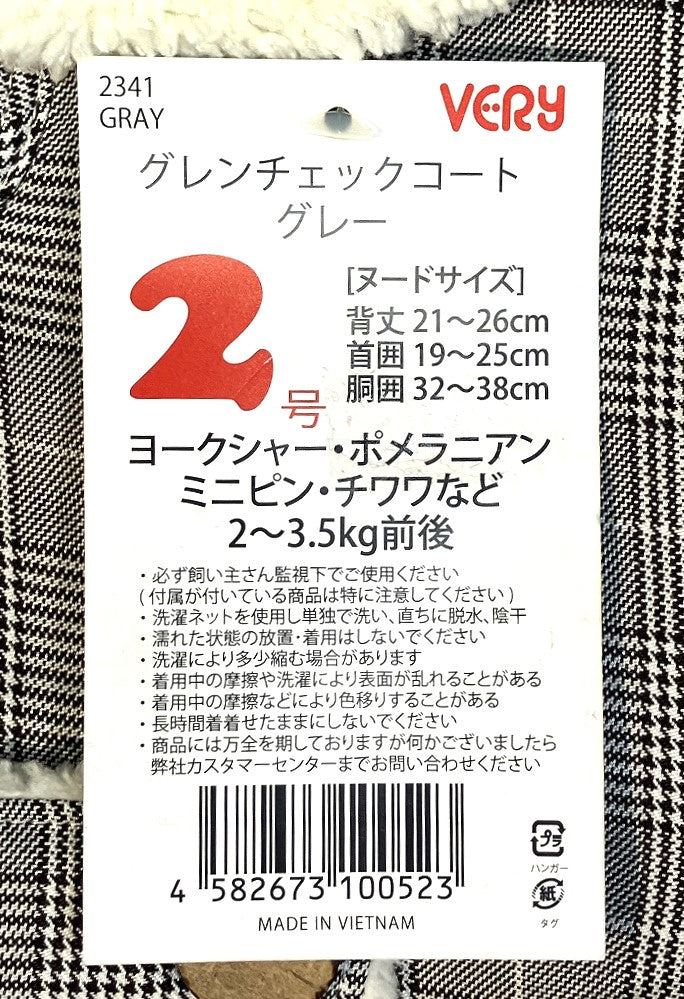 2341
GRAY
VERY
グレンチェックコート
グレー
2号
[ヌードサイズ]
背丈 21〜26cm
首囲 19〜25cm
胴囲 32〜38cm
ヨークシャー・ポメラニアン
ミニピン・チワワなど
2〜3.5kg前後
・必ず飼い主さん監視下でご使用ください
( 付属が付いている商品は特に注意してください )
・洗濯ネットを使用し単独で洗い、直ちに脱水、陰干
・濡れた状態の放置・着用はしないでください
・洗濯により多少縮む場合があります
・着用中の摩擦や洗濯により表面が乱れることがある
・着用中の摩擦などにより色移りすることがある
・長時間着着せたままにしないでください
・商品には万全を期しておりますが何かございましたら
弊社カスタマーセンターまでお問い合わせください
4 582673 100523
MADE IN VIETNAM
プラ
ハンガー
紙
タグ